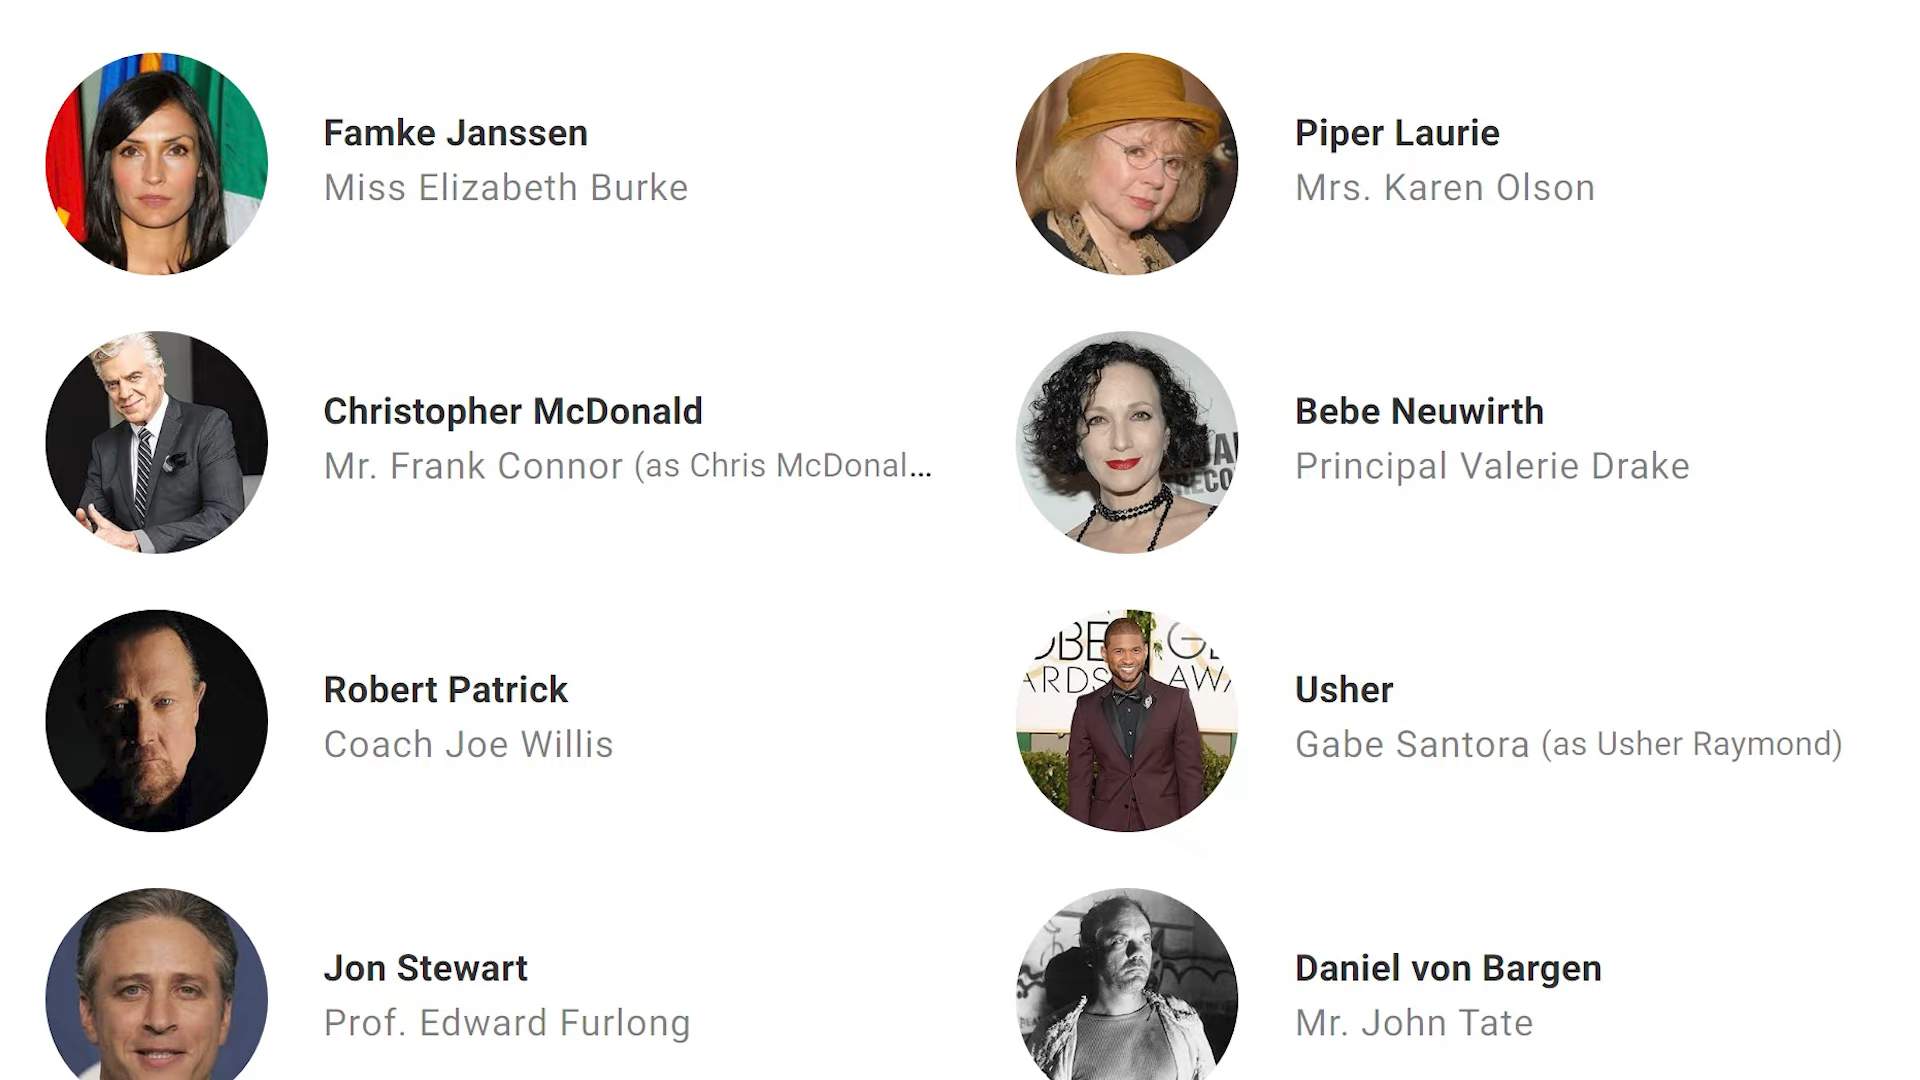 Famke Janssen
Miss Elizabeth Burke
Piper Laurie
Mrs. Karen Olson
Christopher McDonald
Mr. Frank Connor (as Chris McDonal...
Bebe Neuwirth
Principal Valerie Drake
Robert Patrick
Coach Joe Willis
Usher
Gabe Santora (as Usher Raymond)
Jon Stewart
Prof. Edward Furlong
Daniel von Bargen
Mr. John Tate